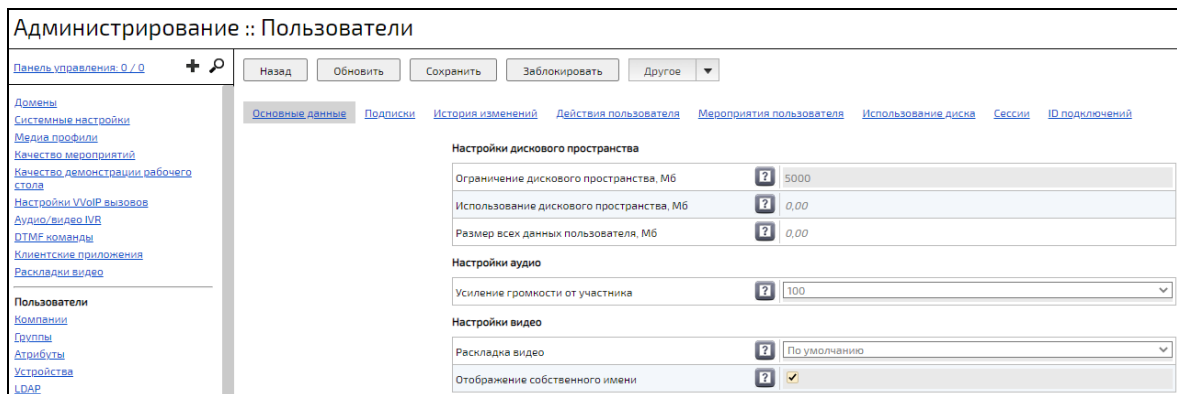 Администрирование :: Пользователи
Панель управления: 0 / 0
Назад Обновить Сохранить Заблокировать Другое
Домены
Системные настройки
Медиа профили
Качество мероприятий
Качество демонстрации рабочего
стола
Настройки VVoIP вызовов
Аудио/видео IVR
DTMF команды
Клиентские приложения
Раскладки видео
Пользователи
Компании
Группы
Атрибуты
Устройства
LDAP
Основные данные Подписки История изменений Действия пользователя Мероприятия пользователя Использование диска Сессии ID подключений
Настройки дискового пространства
Ограничение дискового пространства, Мб ? 5000
Использование дискового пространства, Мб ? 0,00
Размер всех данных пользователя, Мб ? 0,00
Настройки аудио
Усиление громкости от участника ? 100
Настройки видео
Раскладка видео ? По умолчанию
Отображение собственного имени ?